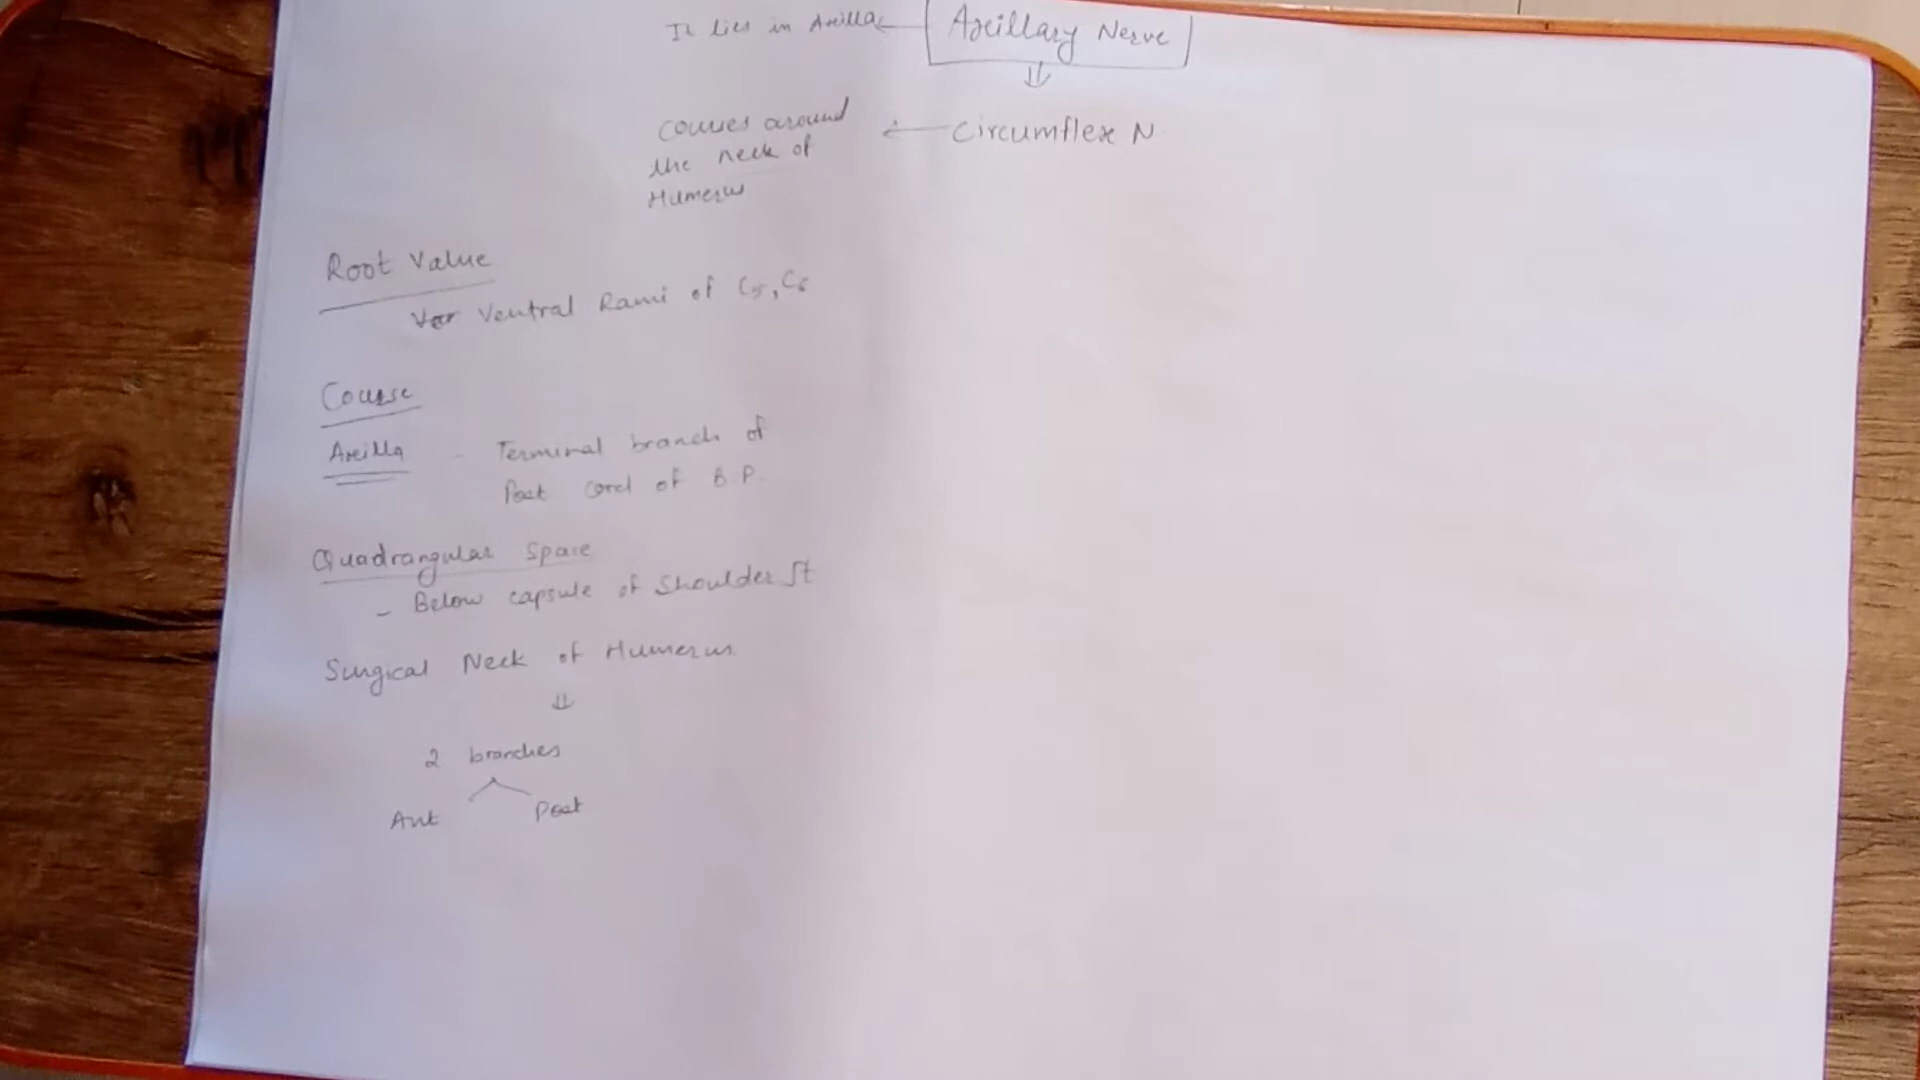 It lies in Axilla ← Axillary Nerve
⇓
Courses around ← Circumflex N
the neck of
Humerus
Root Value
Ventral Rami of C5, C6
Course
Axilla - Terminal branch of
Post cord of B.P.
Quadrangular Space
- Below capsule of Shoulder Jt
Surgical Neck of Humerus
⇓
2 branches
Ant Post